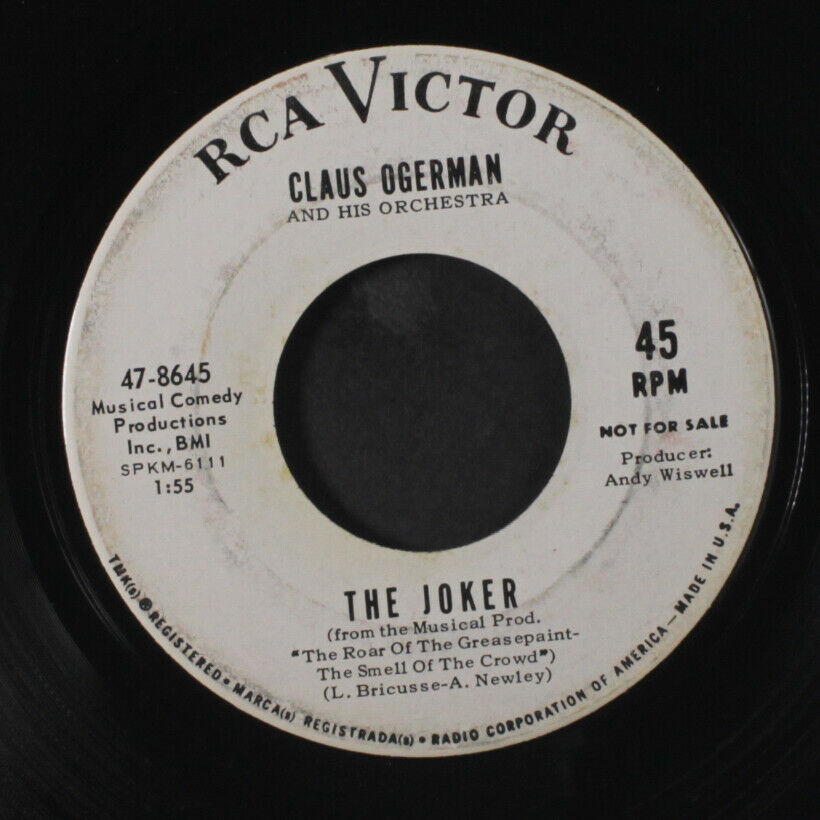 RCA VICTOR
CLAUS OGERMAN
AND HIS ORCHESTRA
47-8645
Musical Comedy
Productions
Inc., BMI
SPKM-6111
1:55
45
RPM
NOT FOR SALE
Producer:
Andy Wiswell
THE JOKER
(from the Musical Prod.
"The Roar Of The Greasepaint-
The Smell Of The Crowd")
(L. Bricusse-A. Newley)
TMK(s) ® REGISTERED • MARCA(s) REGISTRADA(s) • RADIO CORPORATION OF AMERICA — MADE IN U.S.A.